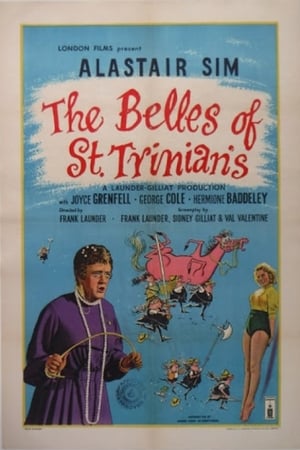 LONDON FILMS present
ALASTAIR SIM
The Belles of
St. Trinian's
A LAUNDER-GILLIAT PRODUCTION
with JOYCE GRENFELL · GEORGE COLE · HERMIONE BADDELEY
Directed by
FRANK LAUNDER
Screenplay by
FRANK LAUNDER, SIDNEY GILLIAT & VAL VALENTINE